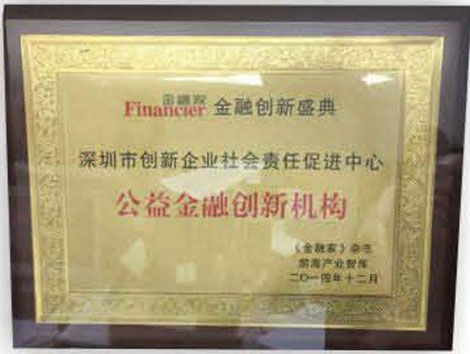 金融家
Financier 金融创新盛典
深圳市创新企业社会责任促进中心
公益金融创新机构
《金融家》杂志
前海产业智库
二〇一四年十二月